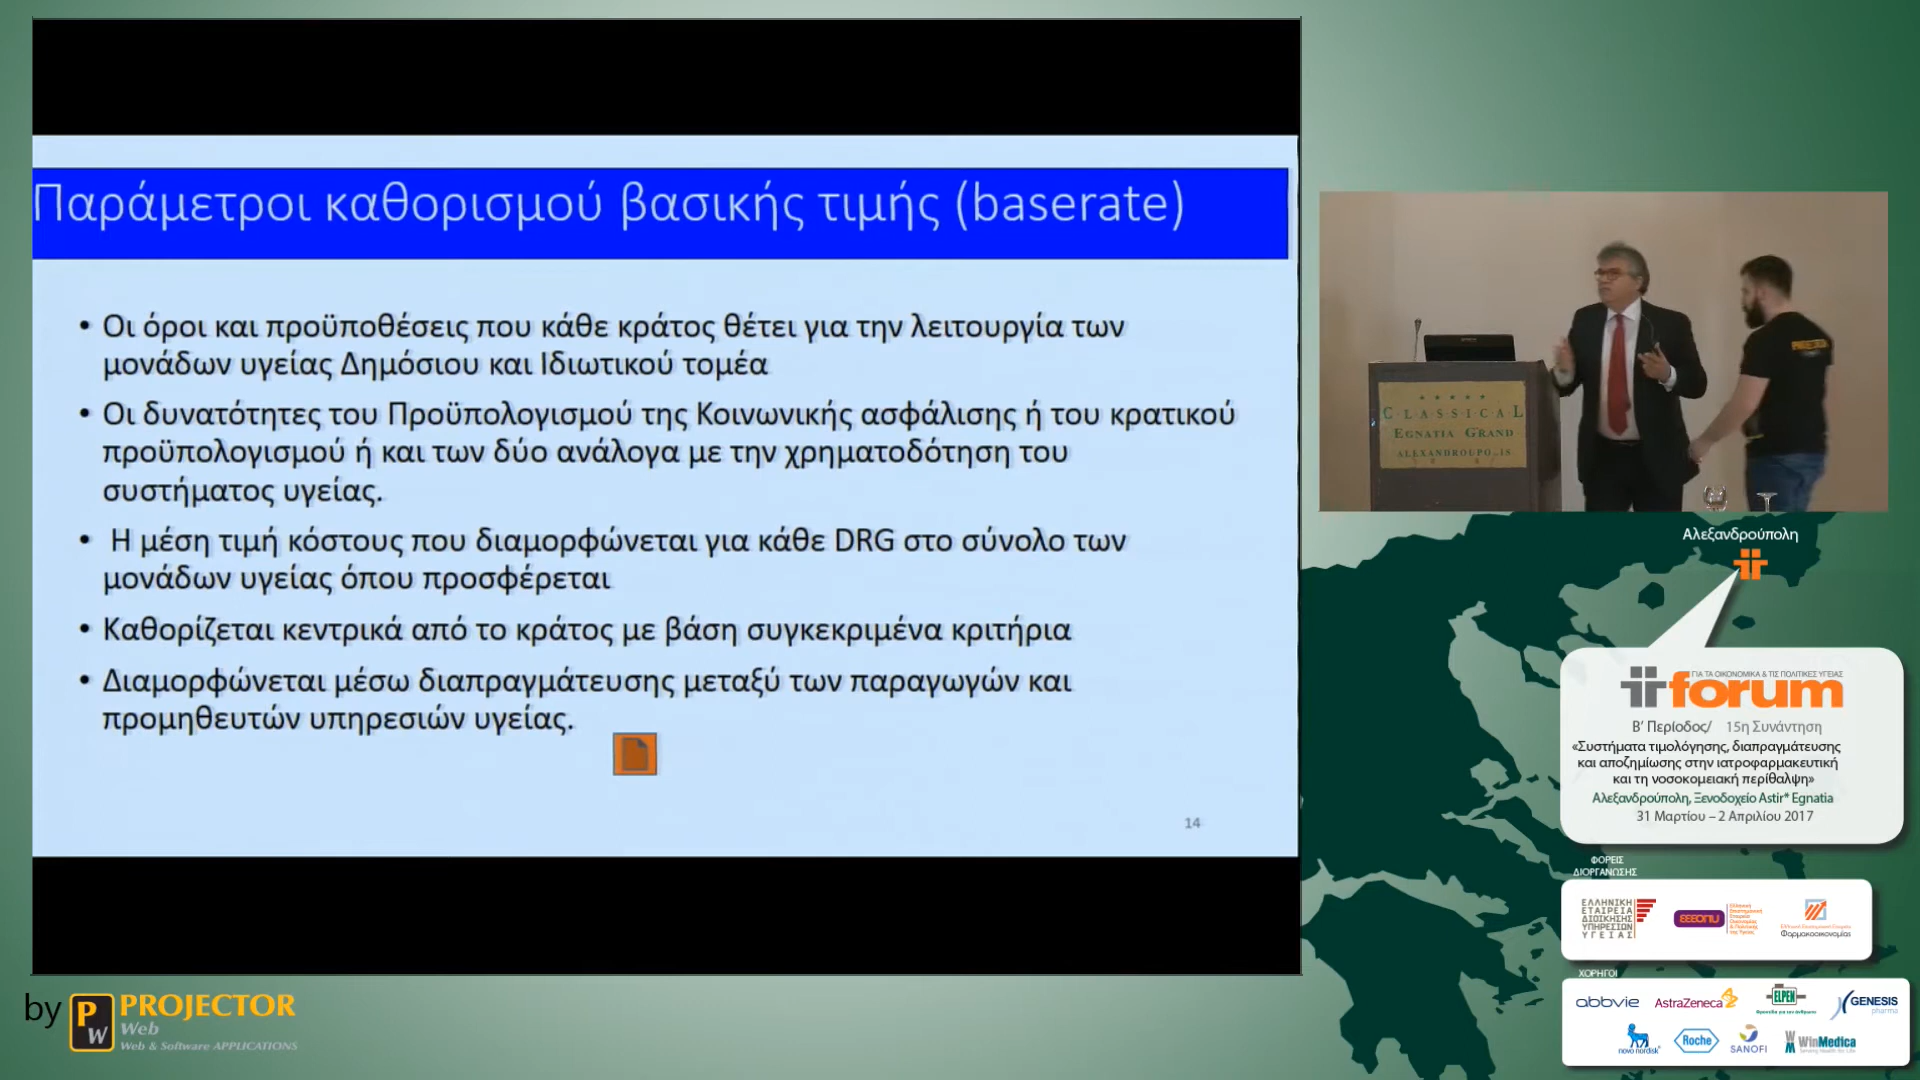 Παράμετροι καθορισμού βασικής τιμής (baserate)
• Οι όροι και προϋποθέσεις που κάθε κράτος θέτει για την λειτουργία των
μονάδων υγείας Δημόσιου και Ιδιωτικού τομέα
• Οι δυνατότητες του Προϋπολογισμού της Κοινωνικής ασφάλισης ή του κρατικού
προϋπολογισμού ή και των δύο ανάλογα με την χρηματοδότηση του
συστήματος υγείας.
• Η μέση τιμή κόστους που διαμορφώνεται για κάθε DRG στο σύνολο των
μονάδων υγείας όπου προσφέρεται
• Καθορίζεται κεντρικά από το κράτος με βάση συγκεκριμένα κριτήρια
• Διαμορφώνεται μέσω διαπραγμάτευσης μεταξύ των παραγωγών και
προμηθευτών υπηρεσιών υγείας.
14
CLASSICAL
EGNATIA GRAND
ALEXANDROUPOLIS
PROJECTOR
Αλεξανδρούπολη
ΓΙΑ ΤΑ ΟΙΚΟΝΟΜΙΚΑ & ΤΙΣ ΠΟΛΙΤΙΚΕΣ ΥΓΕΙΑΣ
forum
Β' Περίοδος/ 15η Συνάντηση
«Συστήματα τιμολόγησης, διαπραγμάτευσης
και αποζημίωσης στην ιατροφαρμακευτική
και τη νοσοκομειακή περίθαλψη»
Αλεξανδρούπολη, Ξενοδοχείο Astir* Egnatia
31 Μαρτίου – 2 Απριλίου 2017
ΦΟΡΕΙΣ
ΔΙΟΡΓΑΝΩΣΗΣ
ΕΛΛΗΝΙΚΗ
ΕΤΑΙΡΕΙΑ
ΔΙΟΙΚΗΣΗΣ
ΥΠΗΡΕΣΙΩΝ
ΥΓΕΙΑΣ
ΕΕΕΟΠΥ
Φαρμακοοικονομίας
ΧΟΡΗΓΟΙ
abbvie
AstraZeneca
ELPEN
GENESIS
pharma
novo nordisk
Roche
SANOFI
WinMedica
by PW PROJECTOR
Web
Web & Software APPLICATIONS